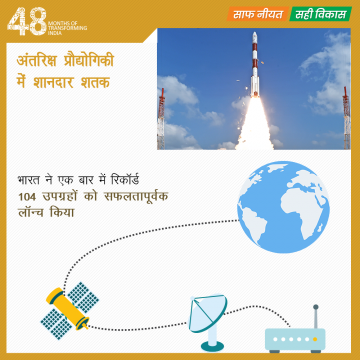 48 MONTHS OF
TRANSFORMING
INDIA
साफ नीयत सही विकास
अंतरिक्ष प्रौद्योगिकी
में शानदार शतक
भारत ने एक बार में रिकॉर्ड
104 उपग्रहों को सफलतापूर्वक
लॉन्च किया